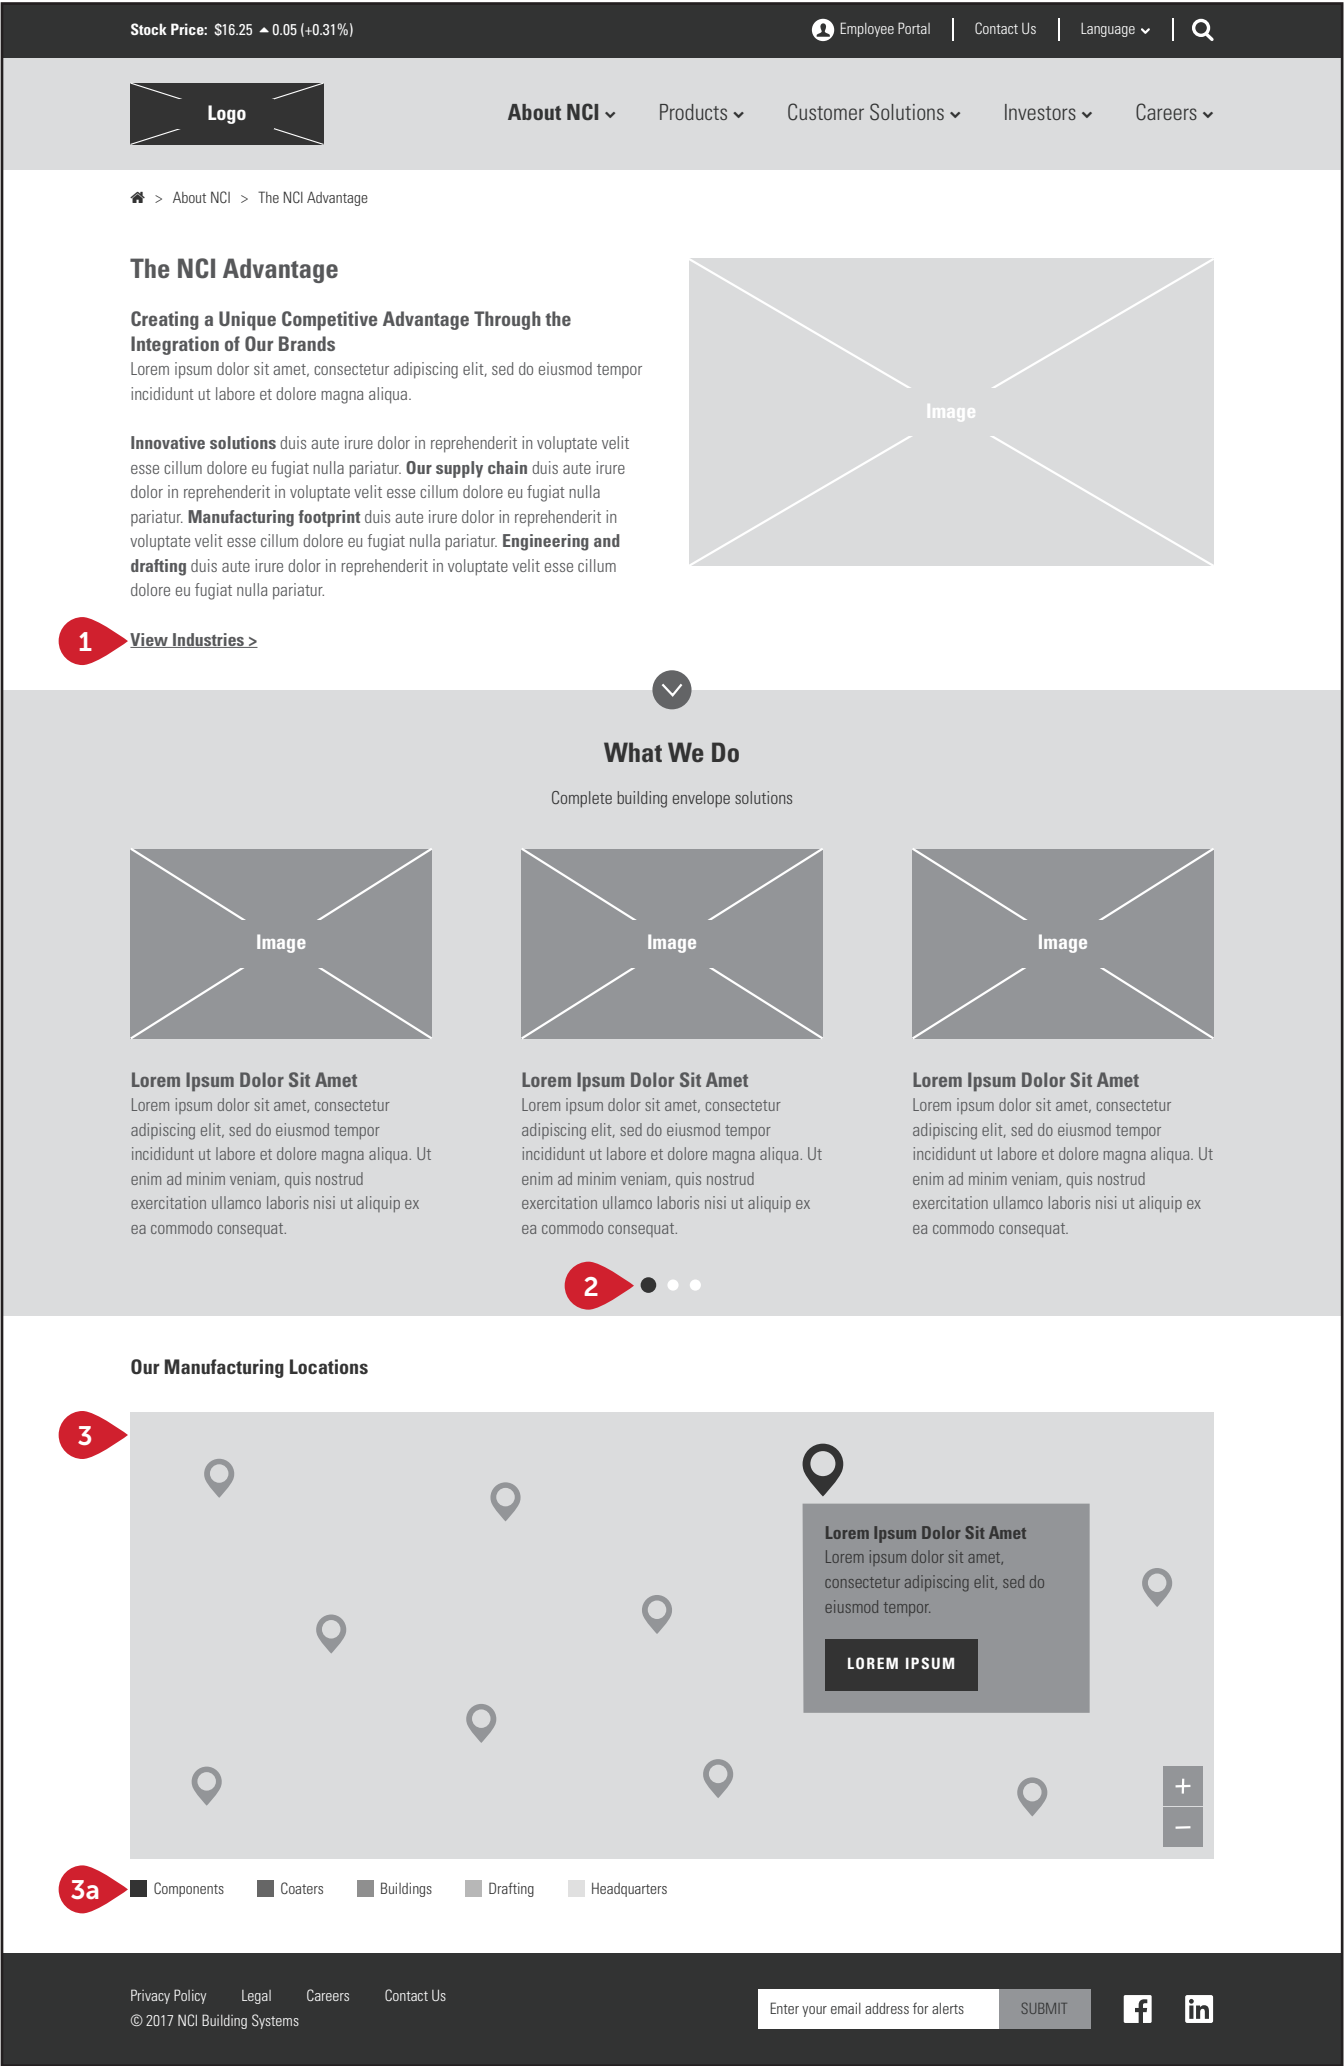 Stock Price: $16.25 0.05 (+0.31%)
Employee Portal
Contact Us
Language
Logo
About NCI
Products
Customer Solutions
Investors
Careers
> About NCI > The NCI Advantage
The NCI Advantage
Creating a Unique Competitive Advantage Through the
Integration of Our Brands
Lorem ipsum dolor sit amet, consectetur adipiscing elit, sed do eiusmod tempor
incididunt ut labore et dolore magna aliqua.
Innovative solutions duis aute irure dolor in reprehenderit in voluptate velit
esse cillum dolore eu fugiat nulla pariatur. Our supply chain duis aute irure
dolor in reprehenderit in voluptate velit esse cillum dolore eu fugiat nulla
pariatur. Manufacturing footprint duis aute irure dolor in reprehenderit in
voluptate velit esse cillum dolore eu fugiat nulla pariatur. Engineering and
drafting duis aute irure dolor in reprehenderit in voluptate velit esse cillum
dolore eu fugiat nulla pariatur.
1
View Industries >
Image
What We Do
Complete building envelope solutions
Image
Lorem Ipsum Dolor Sit Amet
Lorem ipsum dolor sit amet, consectetur
adipiscing elit, sed do eiusmod tempor
incididunt ut labore et dolore magna aliqua. Ut
enim ad minim veniam, quis nostrud
exercitation ullamco laboris nisi ut aliquip ex
ea commodo consequat.
Image
Lorem Ipsum Dolor Sit Amet
Lorem ipsum dolor sit amet, consectetur
adipiscing elit, sed do eiusmod tempor
incididunt ut labore et dolore magna aliqua. Ut
enim ad minim veniam, quis nostrud
exercitation ullamco laboris nisi ut aliquip ex
ea commodo consequat.
Image
Lorem Ipsum Dolor Sit Amet
Lorem ipsum dolor sit amet, consectetur
adipiscing elit, sed do eiusmod tempor
incididunt ut labore et dolore magna aliqua. Ut
enim ad minim veniam, quis nostrud
exercitation ullamco laboris nisi ut aliquip ex
ea commodo consequat.
2
Our Manufacturing Locations
3
Lorem Ipsum Dolor Sit Amet
Lorem ipsum dolor sit amet,
consectetur adipiscing elit, sed do
eiusmod tempor.
LOREM IPSUM
+
−
3a
Components
Coaters
Buildings
Drafting
Headquarters
Privacy Policy
Legal
Careers
Contact Us
© 2017 NCI Building Systems
Enter your email address for alerts
SUBMIT
f
in